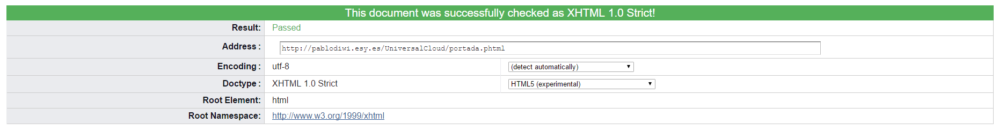 This document was successfully checked as XHTML 1.0 Strict!
Result: Passed
Address : http://pablodiwi.esy.es/UniversalCloud/portada.phtml
Encoding : utf-8 (detect automatically)
Doctype : XHTML 1.0 Strict HTML5 (experimental)
Root Element: html
Root Namespace: http://www.w3.org/1999/xhtml